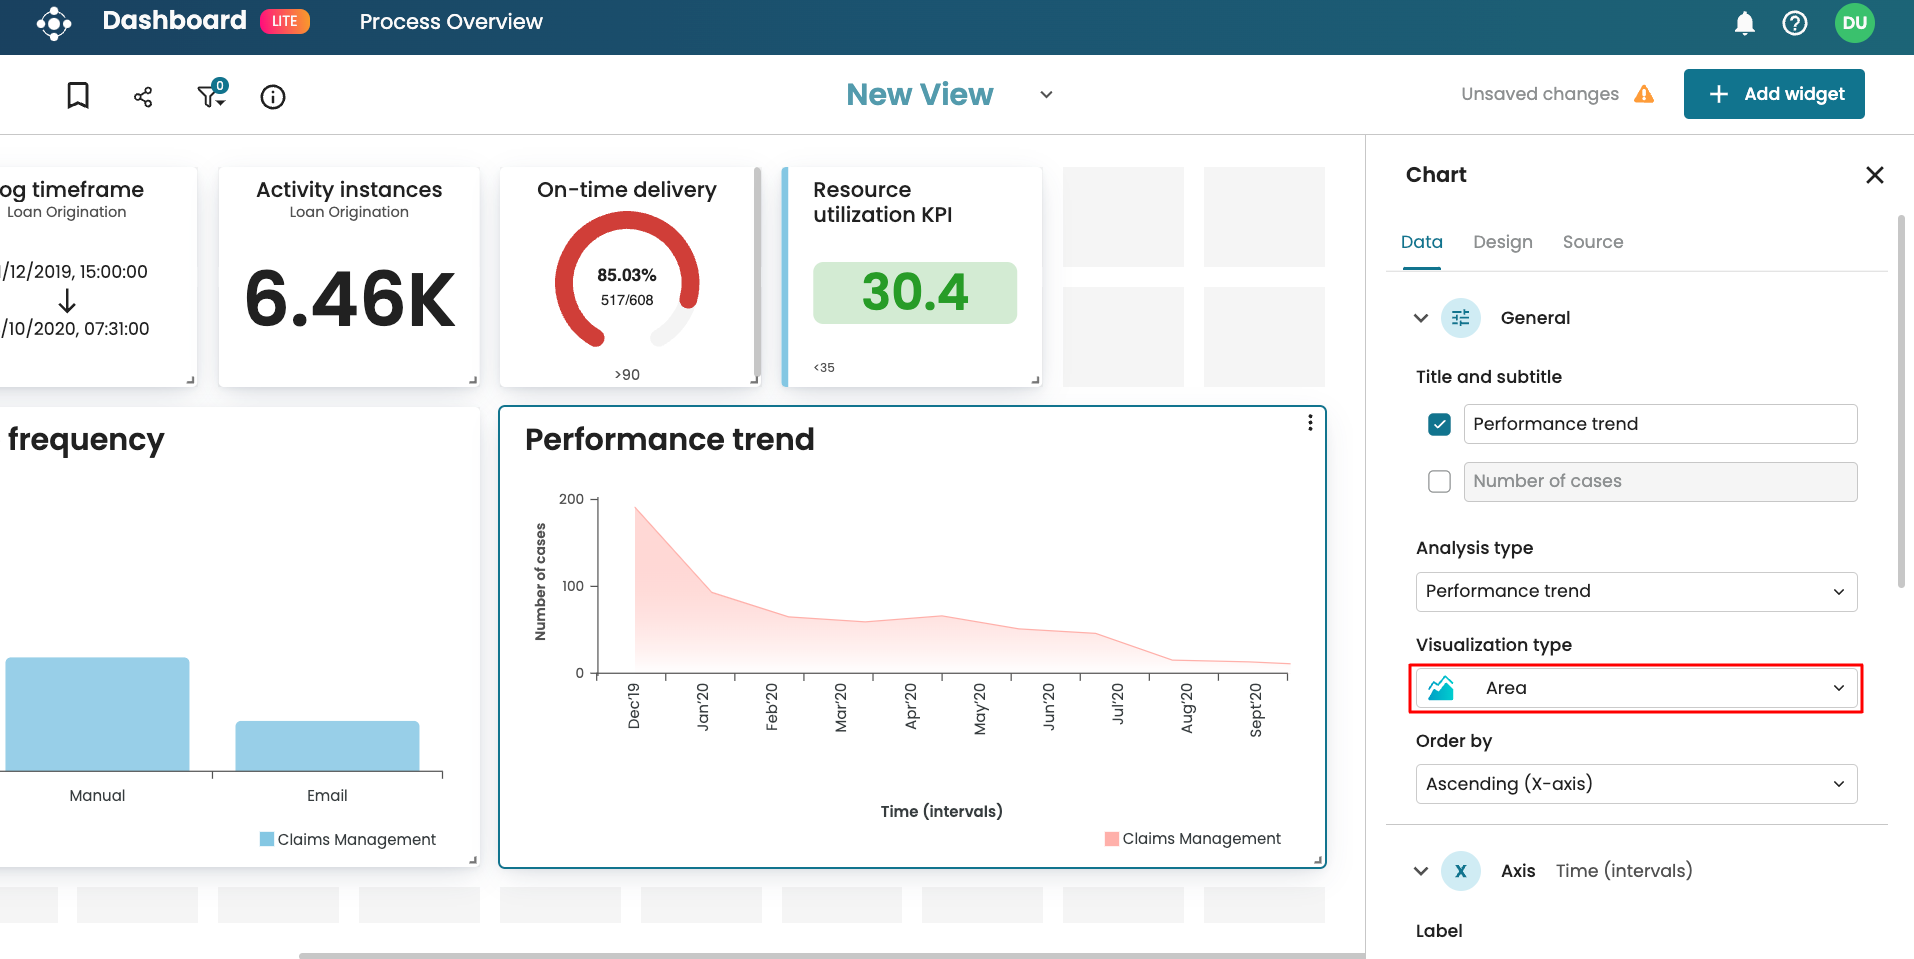 Dashboard LITE Process Overview DU
0 New View Unsaved changes Add widget
og timeframe
Loan Origination
/12/2019, 15:00:00
/10/2020, 07:31:00
Activity instances
Loan Origination
6.46K
On-time delivery
85.03%
517/608
>90
Resource
utilization KPI
30.4
<35
frequency
Manual Email
Claims Management
Performance trend
Number of cases
200
100
0
Dec'19 Jan'20 Feb'20 Mar'20 Apr'20 May'20 Jun'20 Jul'20 Aug'20 Sept'20
Time (intervals)
Claims Management
Chart
Data Design Source
General
Title and subtitle
Performance trend
Number of cases
Analysis type
Performance trend
Visualization type
Area
Order by
Ascending (X-axis)
X Axis Time (intervals)
Label